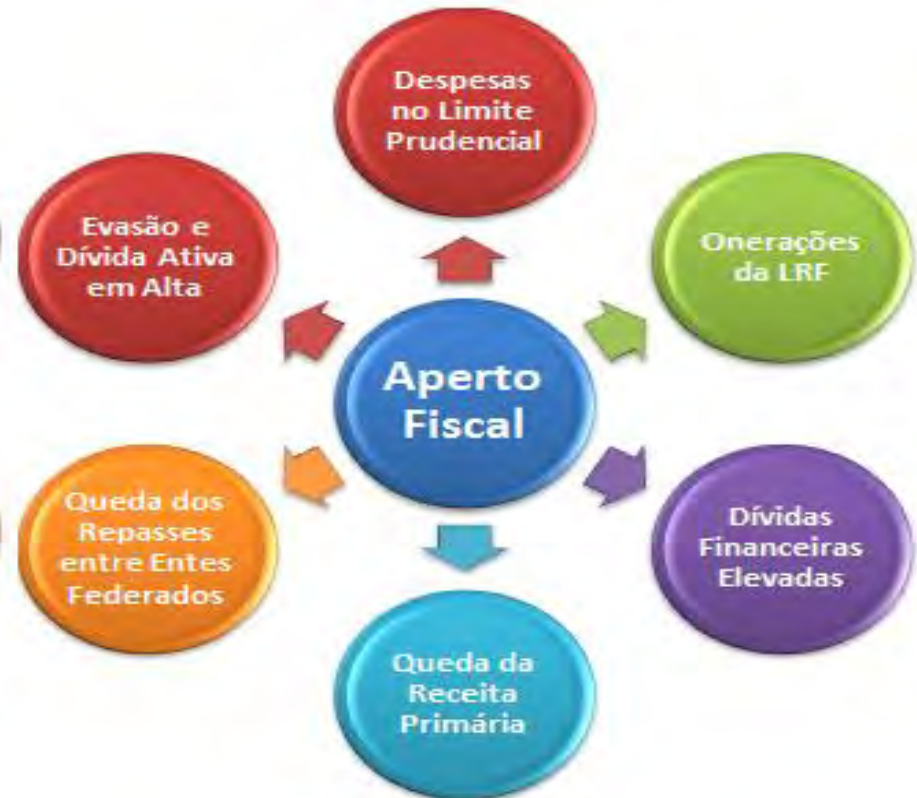 Despesas
no Limite
Prudencial
Onerações
da LRF
Dívidas
Financeiras
Elevadas
Queda da
Receita
Primária
Queda dos
Repasses
entre Entes
Federados
Evasão e
Dívida Ativa
em Alta
Aperto
Fiscal